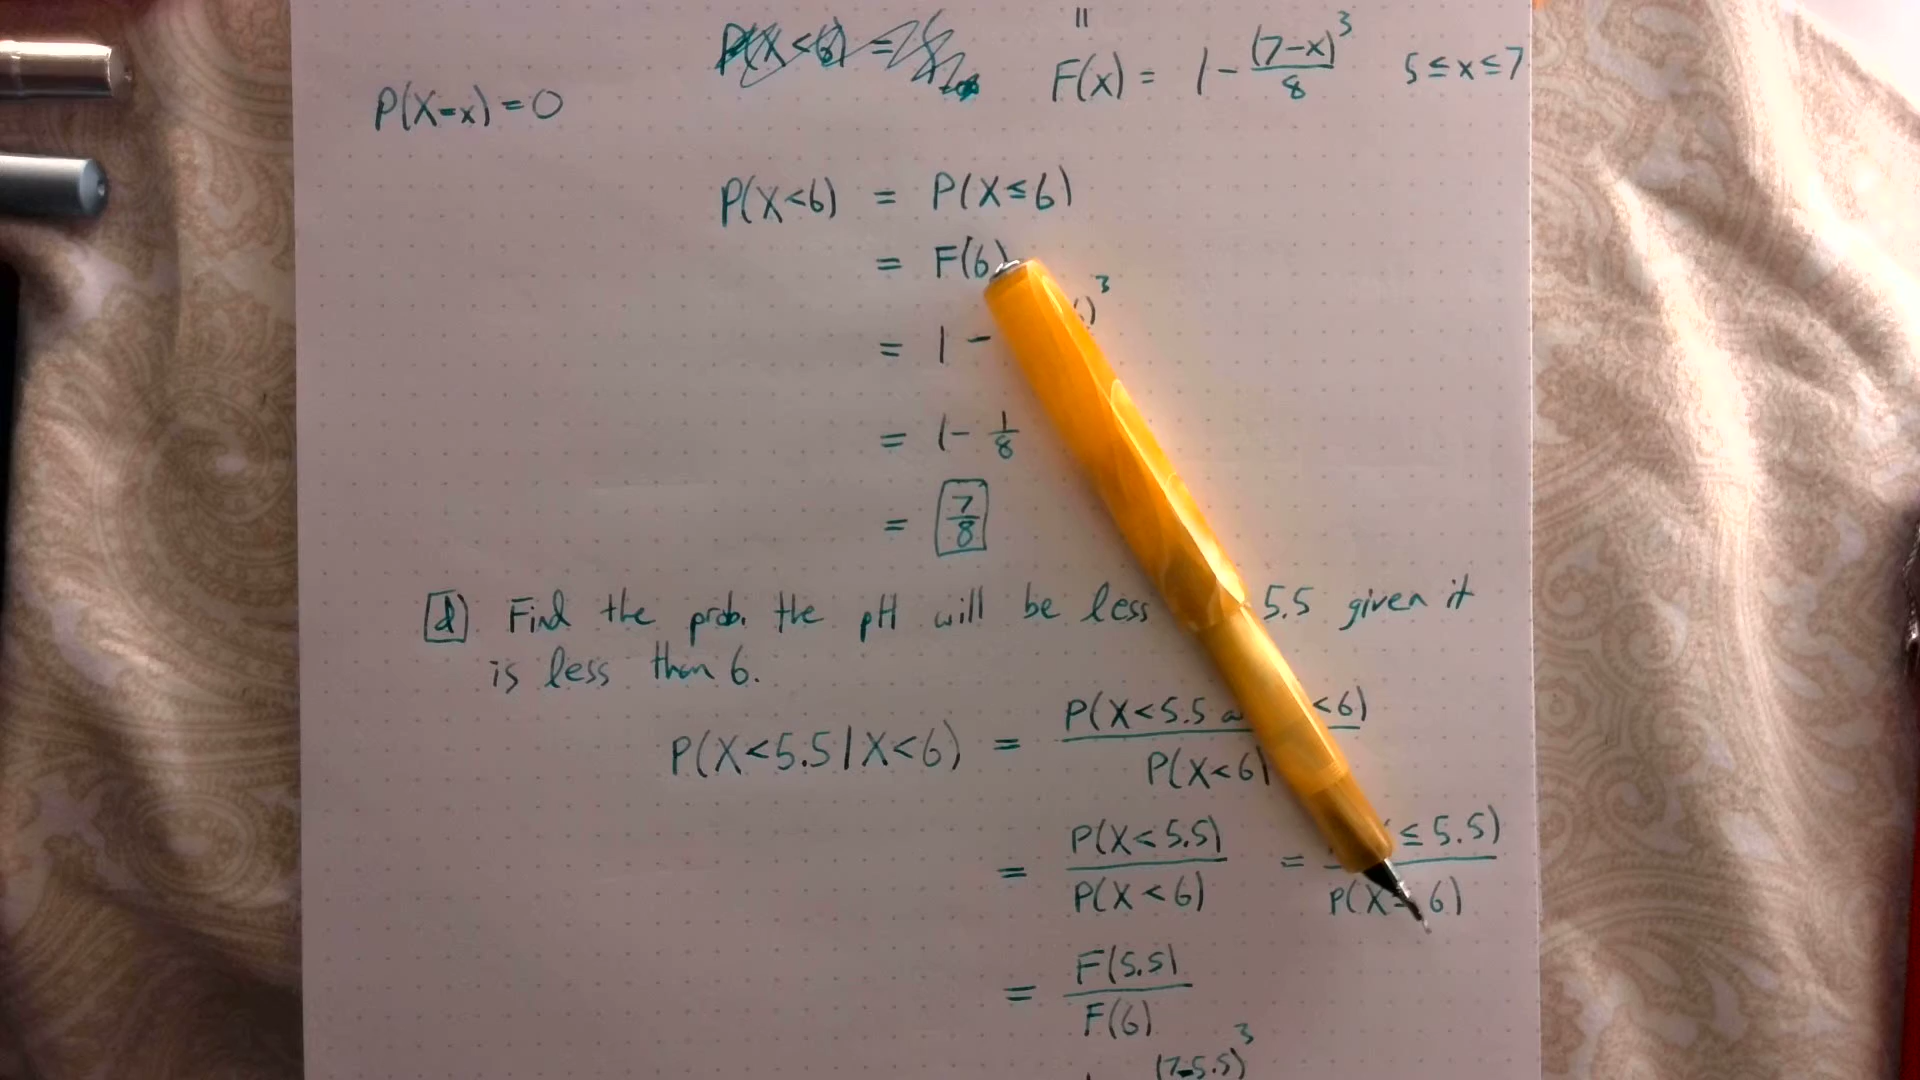 P(X<6) =
"
F(x) = 1 - (7-x)³/8 5≤x≤7
P(X=x) = 0
P(X<6) = P(X≤6)
= F(6)
= 1 - )³
= 1 - 1/8
= 7/8
d) Find the prob. the pH will be less 5.5 given it
is less than 6.
P(X<5.5|X<6) = P(X<5.5 <6)/P(X<6)
= P(X<5.5)/P(X<6) = ≤5.5)/P(X≤6)
= F(5.5)/F(6)
(7-5.5)³